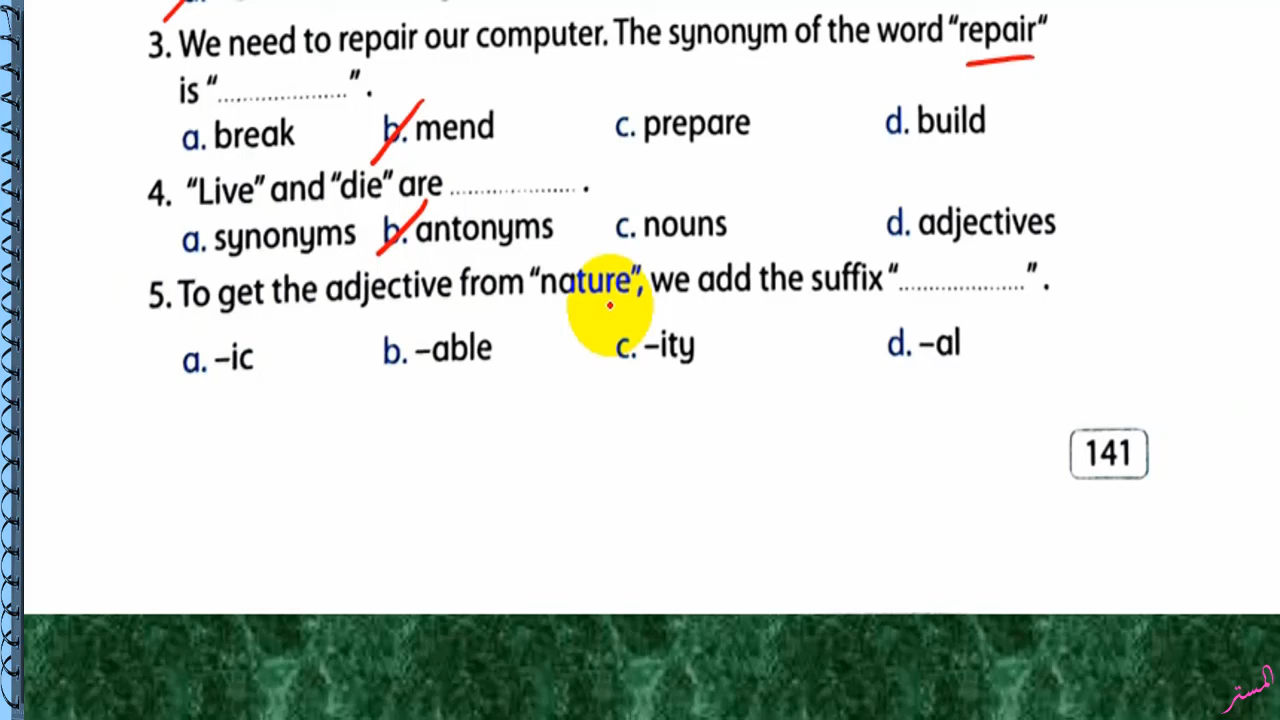 3. We need to repair our computer. The synonym of the word "repair"
is "....................".
a. break b. mend c. prepare d. build
4. "Live" and "die" are .................... .
a. synonyms b. antonyms c. nouns d. adjectives
5. To get the adjective from "nature", we add the suffix "....................".
a. –ic b. –able c. –ity d. –al
141
المستر